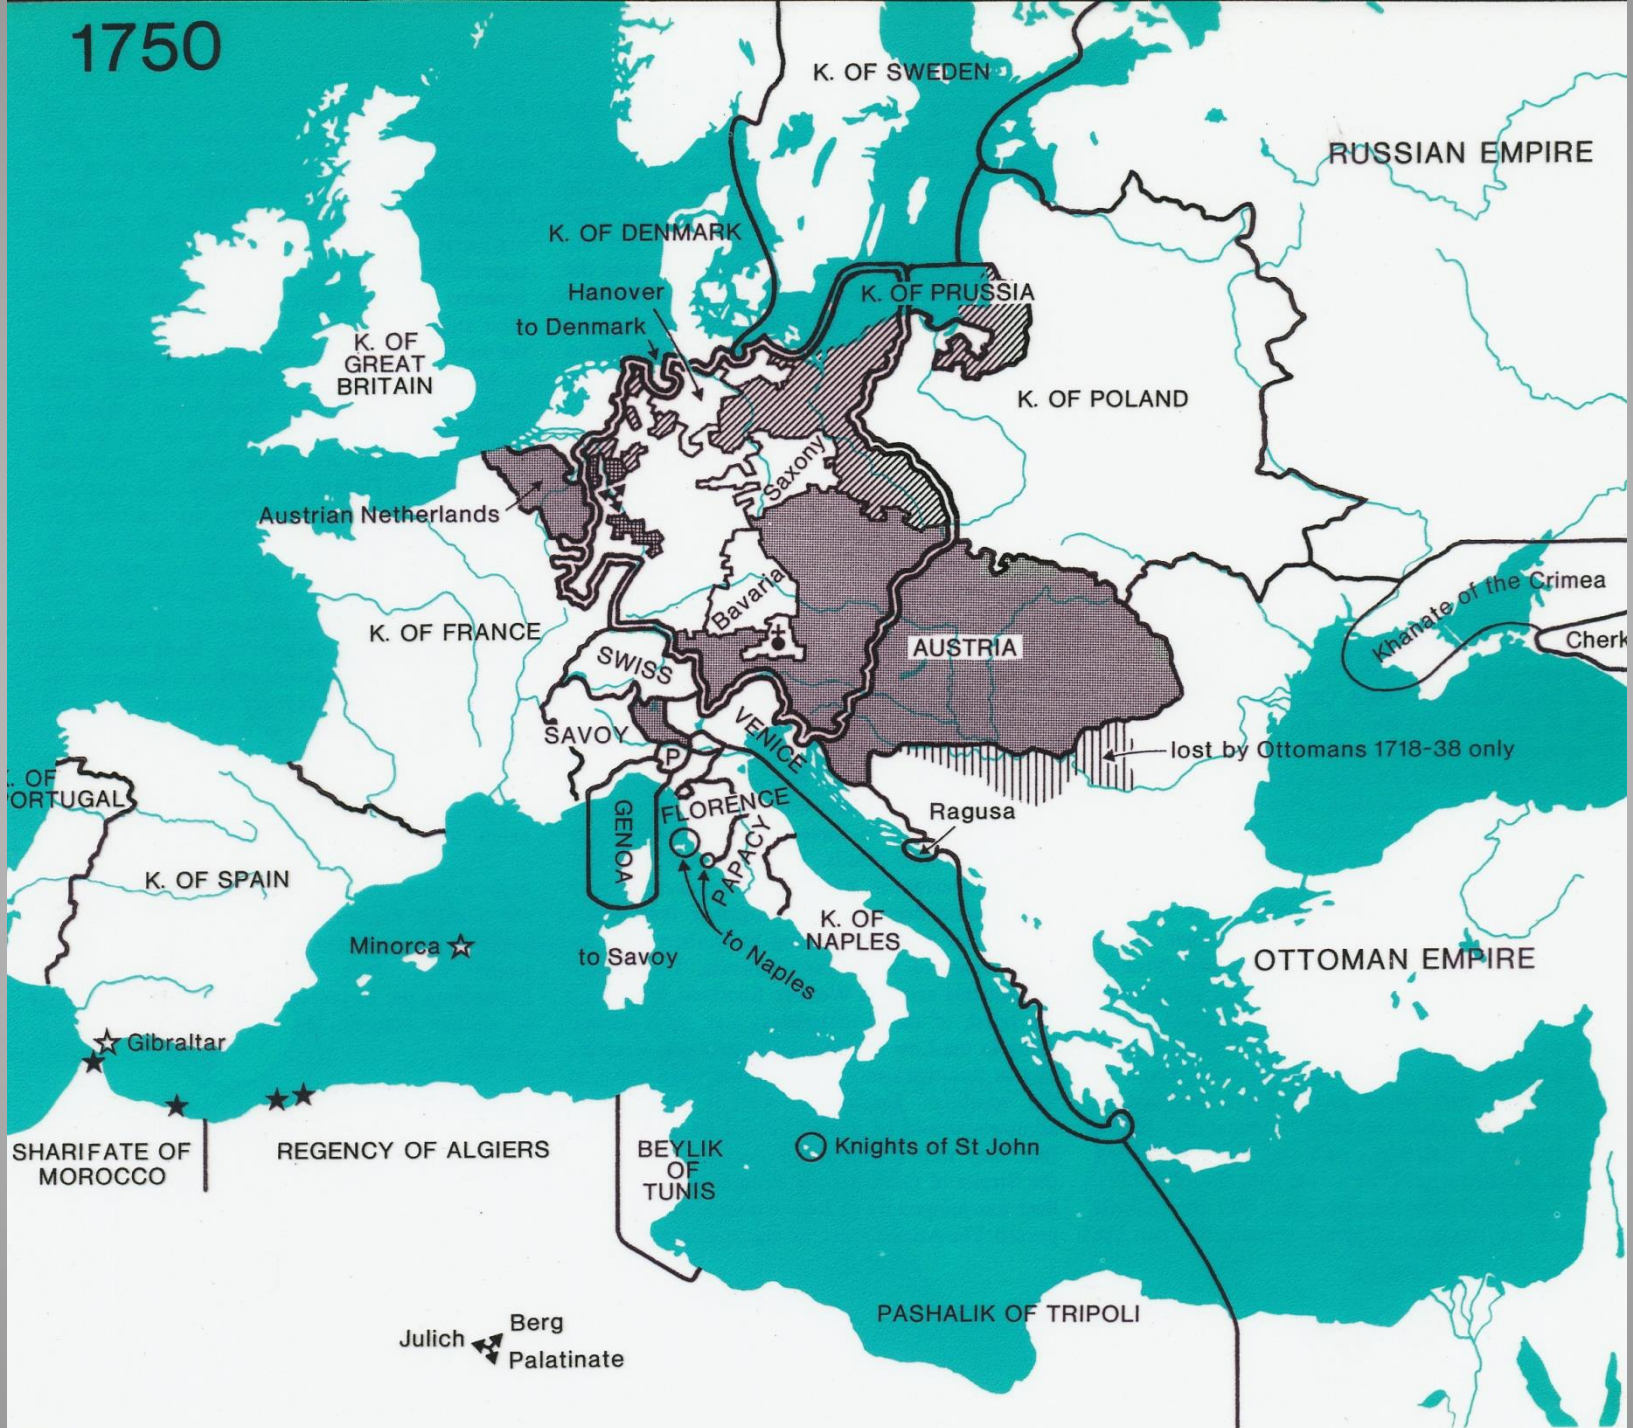 1750
K. OF SWEDEN
RUSSIAN EMPIRE
K. OF DENMARK
Hanover
to Denmark
K. OF PRUSSIA
K. OF
GREAT
BRITAIN
K. OF POLAND
Saxony
Austrian Netherlands
Bavaria
Khanate of the Crimea
Cherk
K. OF FRANCE
AUSTRIA
SWISS
SAVOY
VENICE
P
lost by Ottomans 1718-38 only
. OF
ORTUGAL
GENOA
FLORENCE
PAPACY
Ragusa
K. OF SPAIN
K. OF
NAPLES
Minorca
to Savoy
to Naples
OTTOMAN EMPIRE
Gibraltar
SHARIFATE OF
MOROCCO
REGENCY OF ALGIERS
BEYLIK
OF
TUNIS
Knights of St John
PASHALIK OF TRIPOLI
Julich
Berg
Palatinate